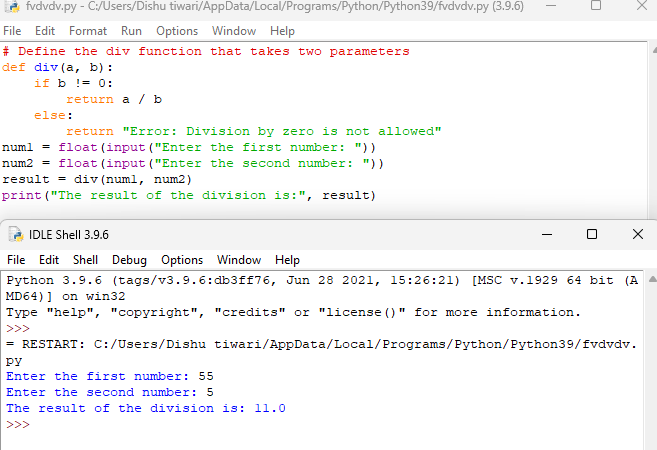 fvdvdv.py - C:/Users/Dishu tiwari/AppData/Local/Programs/Python/Python39/fvdvdv.py (3.9.6)
File Edit Format Run Options Window Help
# Define the div function that takes two parameters
def div(a, b):
    if b != 0:
        return a / b
    else:
        return "Error: Division by zero is not allowed"
num1 = float(input("Enter the first number: "))
num2 = float(input("Enter the second number: "))
result = div(num1, num2)
print("The result of the division is:", result)
IDLE Shell 3.9.6
File Edit Shell Debug Options Window Help
Python 3.9.6 (tags/v3.9.6:db3ff76, Jun 28 2021, 15:26:21) [MSC v.1929 64 bit (A
MD64)] on win32
Type "help", "copyright", "credits" or "license()" for more information.
>>>
= RESTART: C:/Users/Dishu tiwari/AppData/Local/Programs/Python/Python39/fvdvdv.
py
Enter the first number: 55
Enter the second number: 5
The result of the division is: 11.0
>>>